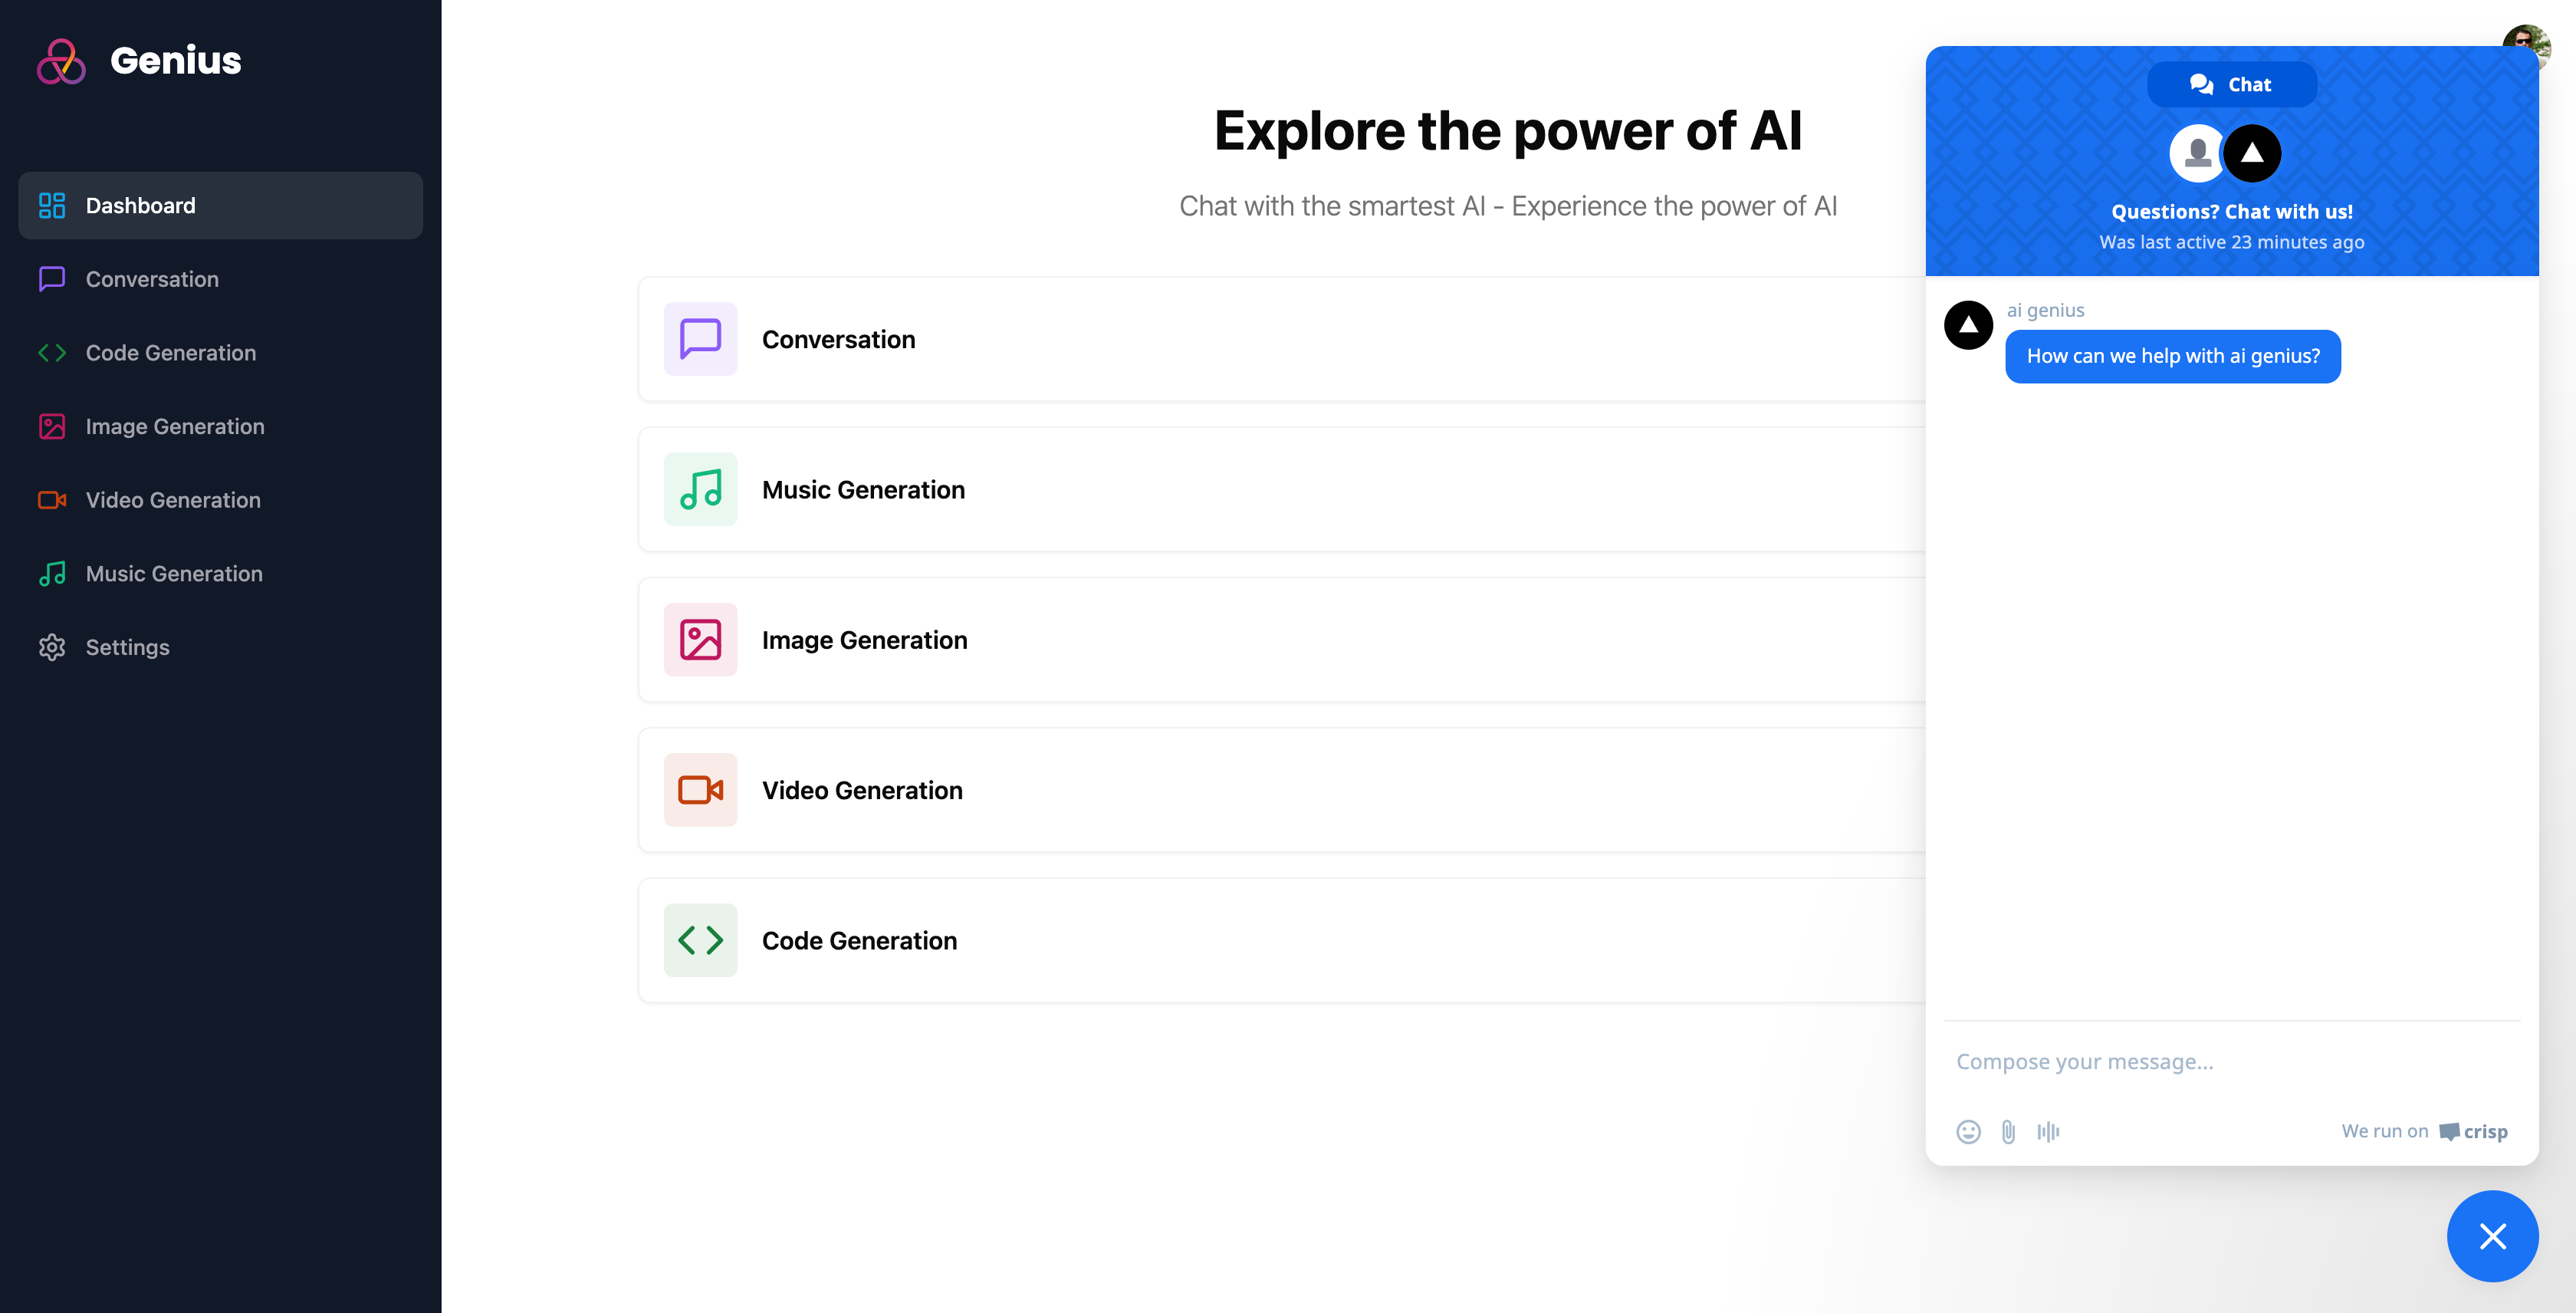 Genius
Dashboard
Conversation
Code Generation
Image Generation
Video Generation
Music Generation
Settings
Explore the power of AI
Chat with the smartest AI - Experience the power of AI
Conversation
Music Generation
Image Generation
Video Generation
Code Generation
Chat
Questions? Chat with us!
Was last active 23 minutes ago
ai genius
How can we help with ai genius?
Compose your message...
We run on crisp